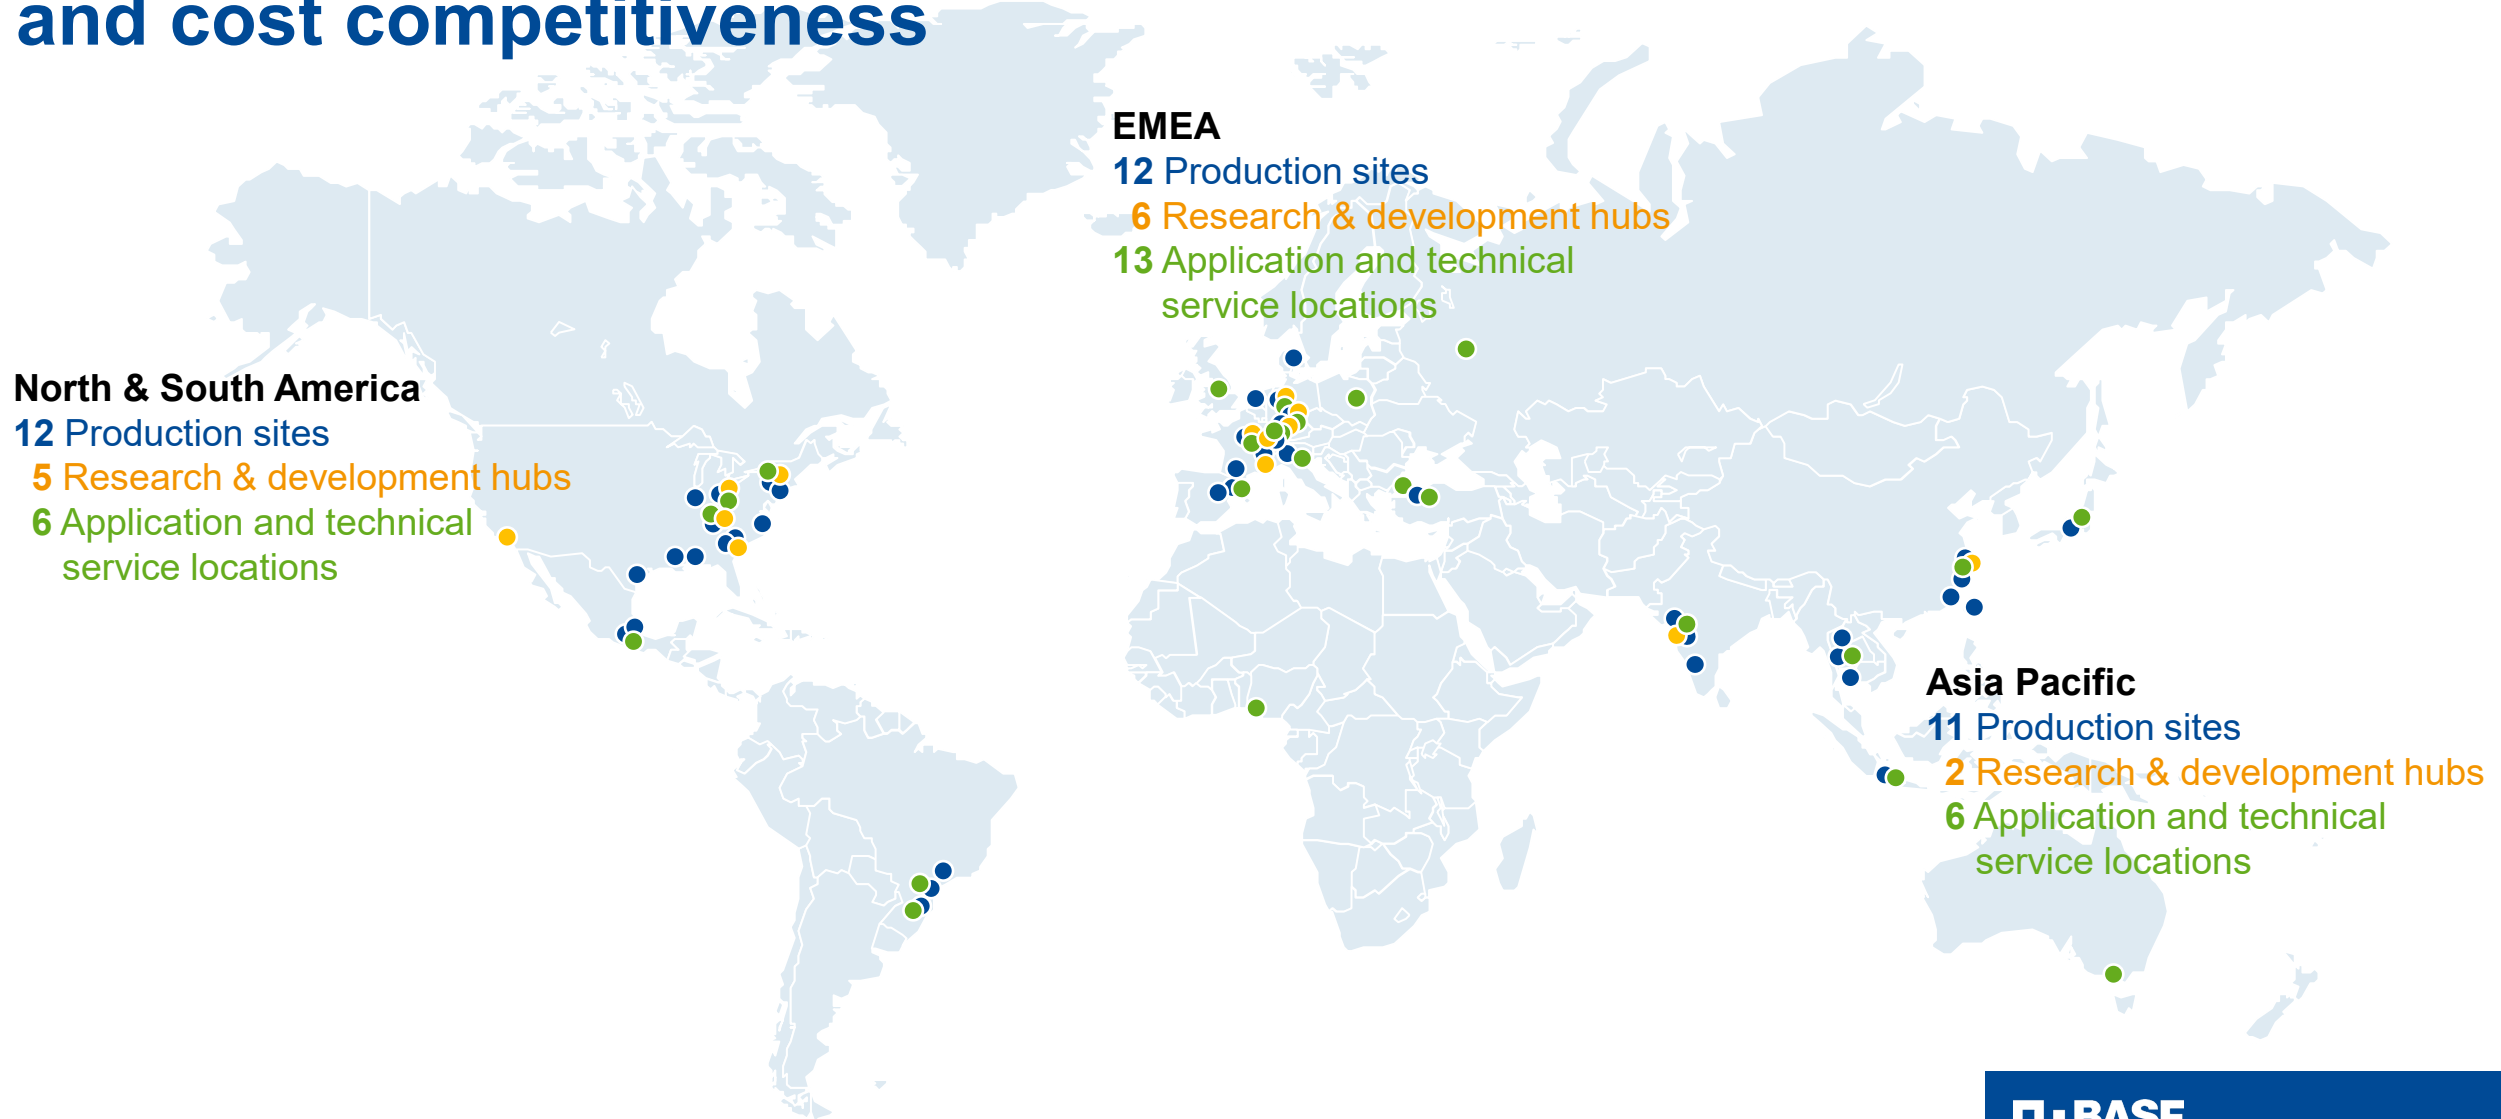 and cost competitiveness
EMEA
12 Production sites
6 Research & development hubs
13 Application and technical
service locations
North & South America
12 Production sites
5 Research & development hubs
6 Application and technical
service locations
Asia Pacific
11 Production sites
2 Research & development hubs
6 Application and technical
service locations
BASF